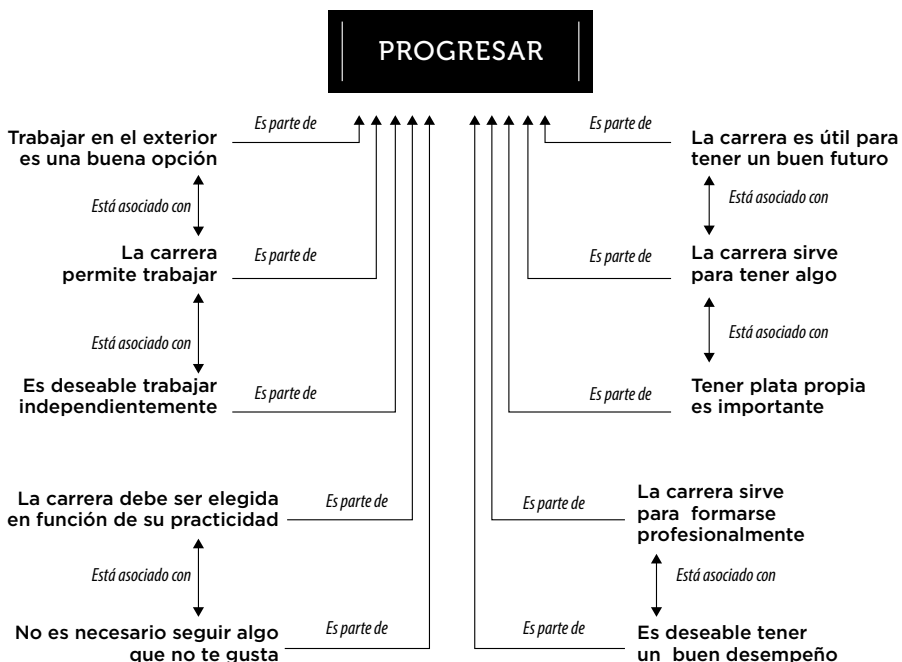 PROGRESAR
Es parte de
Es parte de
Trabajar en el exterior
es una buena opción
La carrera es útil para
tener un buen futuro
Está asociado con
Está asociado con
La carrera
permite trabajar
Es parte de
Es parte de
La carrera sirve
para tener algo
Está asociado con
Está asociado con
Es deseable trabajar
independientemente
Es parte de
Es parte de
Tener plata propia
es importante
La carrera debe ser elegida
en función de su practicidad
Es parte de
Es parte de
La carrera sirve
para formarse
profesionalmente
Está asociado con
Está asociado con
No es necesario seguir algo
que no te gusta
Es parte de
Es parte de
Es deseable tener
un buen desempeño